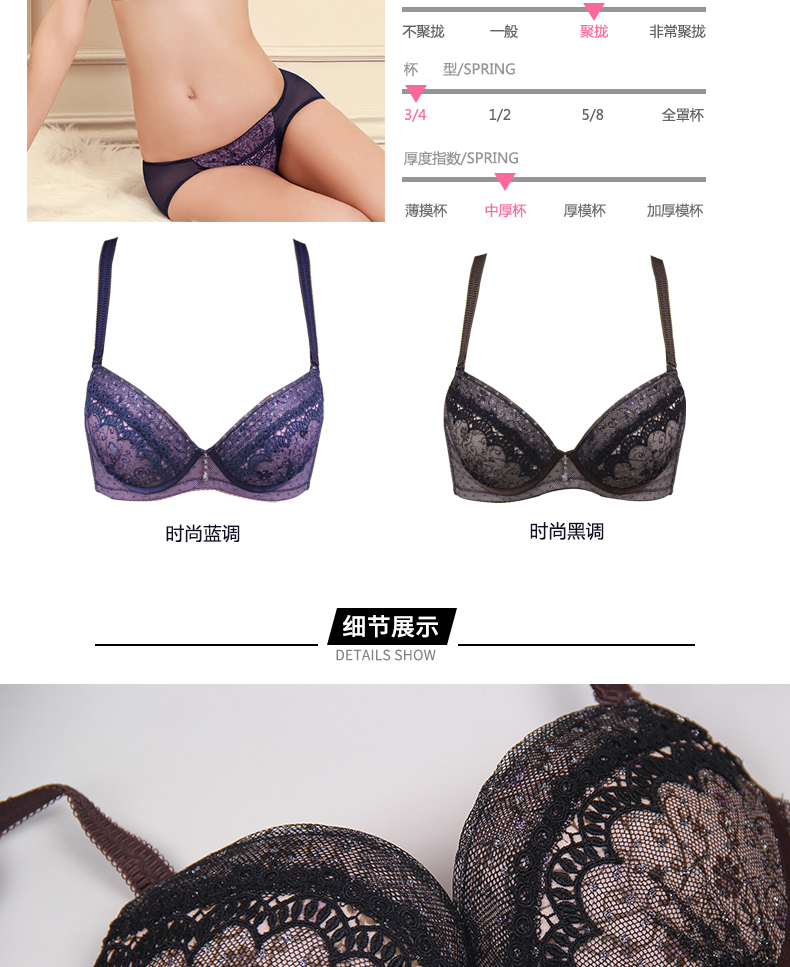 不聚拢 一般 聚拢 非常聚拢
杯 型/SPRING
3/4 1/2 5/8 全罩杯
厚度指数/SPRING
薄摸杯 中厚杯 厚模杯 加厚模杯
时尚蓝调 时尚黑调
细节展示
DETAILS SHOW